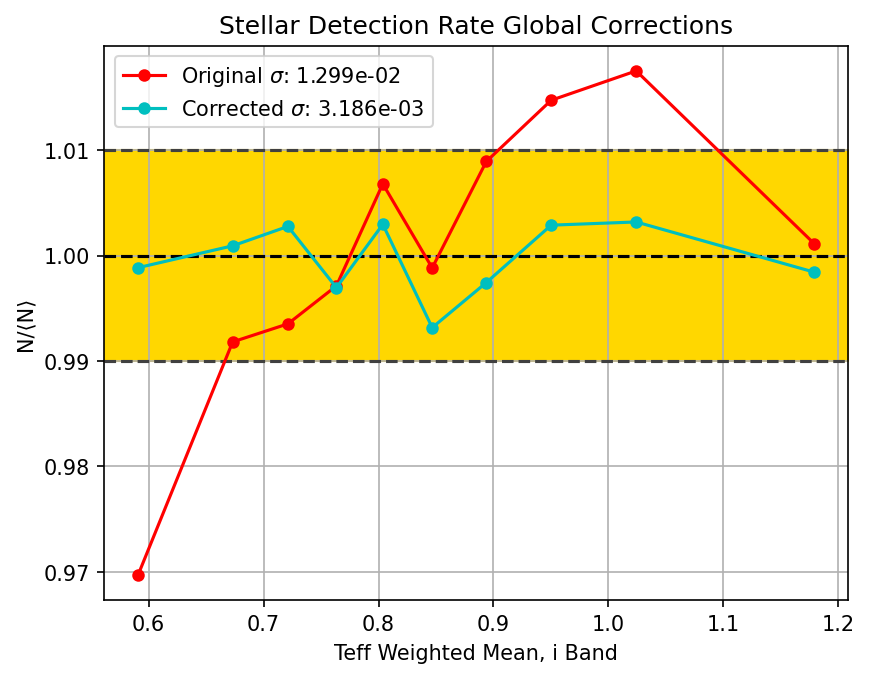 Stellar Detection Rate Global Corrections
Original σ: 1.299e-02
Corrected σ: 3.186e-03
N/⟨N⟩
1.01
1.00
0.99
0.98
0.97
0.6 0.7 0.8 0.9 1.0 1.1 1.2
Teff Weighted Mean, i Band